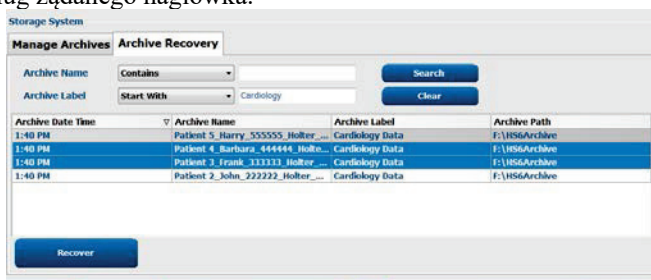 żądanego nagłówka.
Storage System
Manage Archives Archive Recovery
Archive Name Contains Search
Archive Label Start With Cardiology Clear
Archive Date Time Archive Name Archive Label Archive Path
1:40 PM Patient 5_Harry_555555_Holter_... Cardiology Data F:\HS6Archive
1:40 PM Patient 4_Barbara_444444_Holte... Cardiology Data F:\HS6Archive
1:40 PM Patient 3_Frank_333333_Holter_... Cardiology Data F:\HS6Archive
1:40 PM Patient 2_John_222222_Holter_... Cardiology Data F:\HS6Archive
Recover